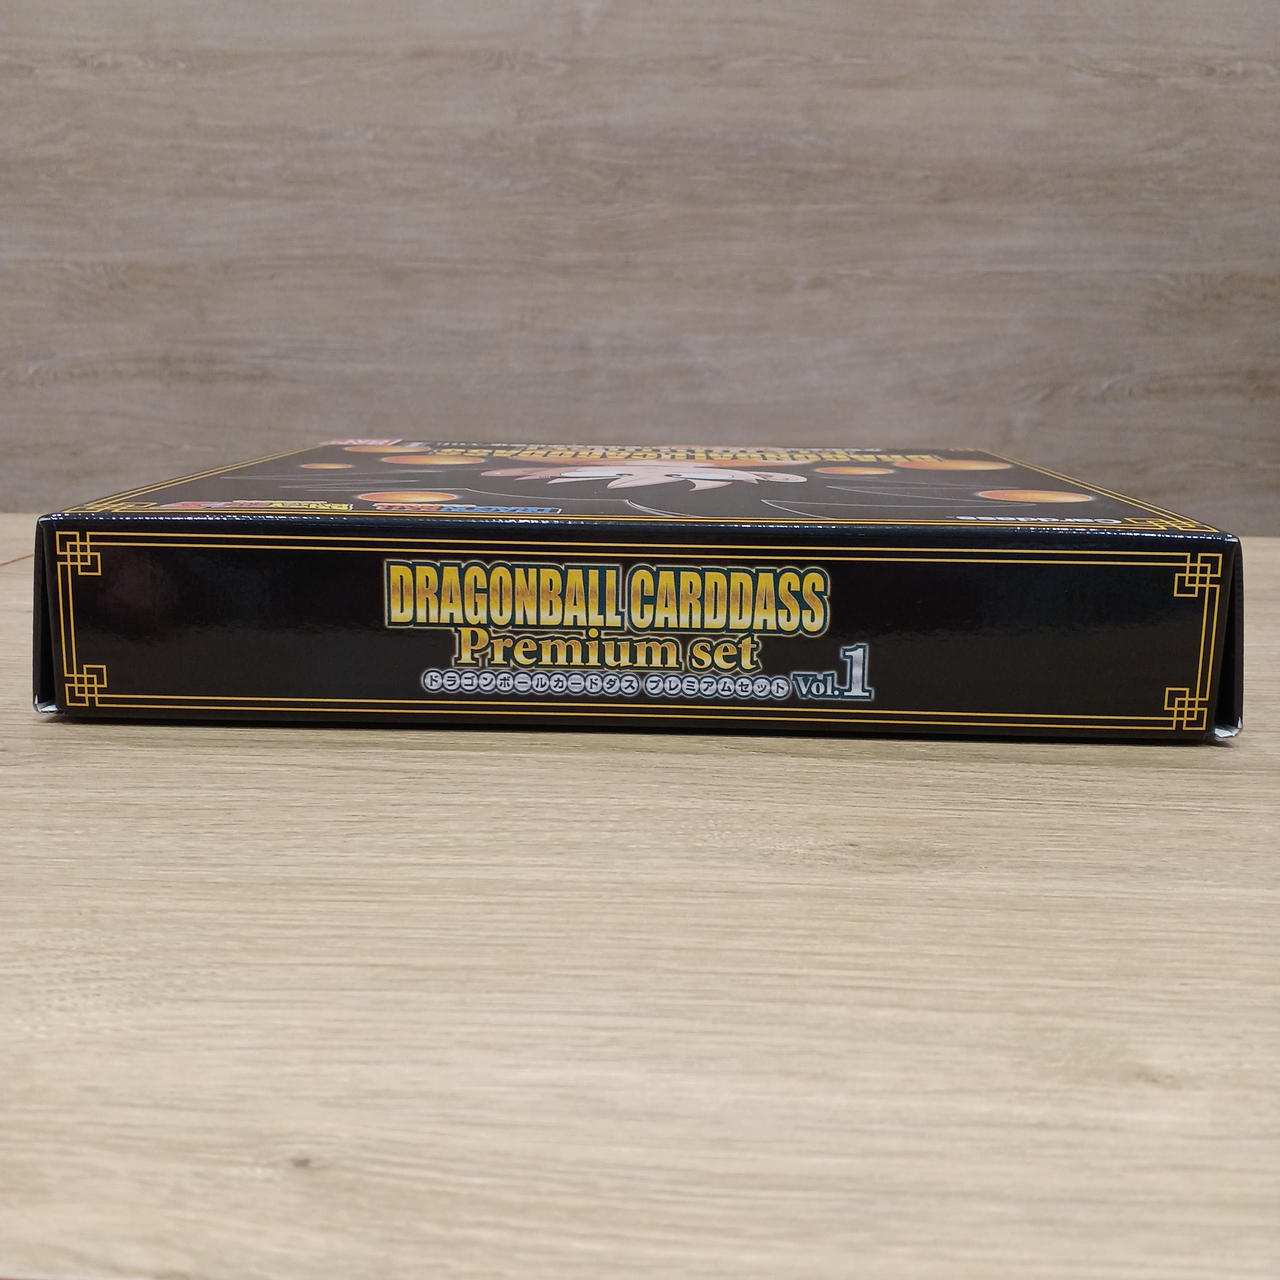 DRAGONBALL CARDDASS
Premium set
ドラゴンボールカードダス プレミアムセット Vol.1
Carddass